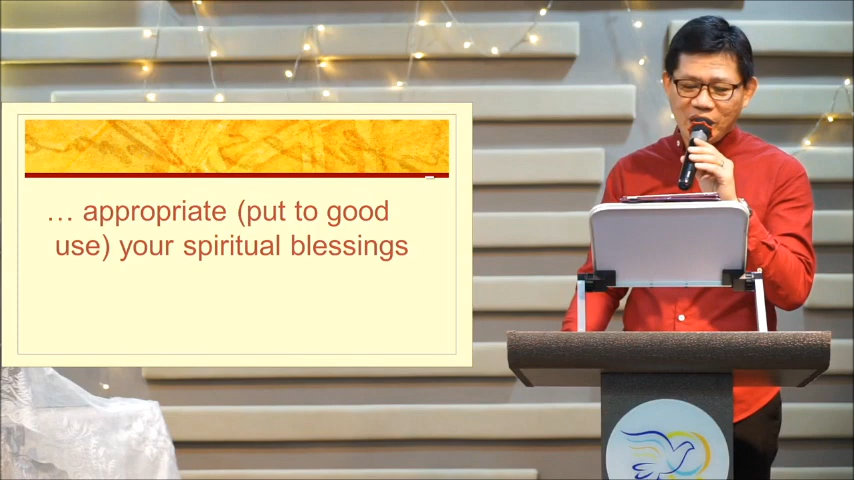 … appropriate (put to good
use) your spiritual blessings